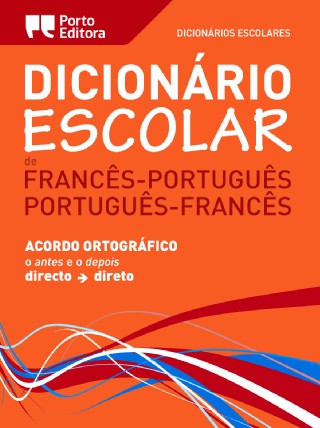 Porto
Editora
DICIONÁRIOS ESCOLARES
DICIONÁRIO
ESCOLAR
de
FRANCÊS-PORTUGUÊS
PORTUGUÊS-FRANCÊS
ACORDO ORTOGRÁFICO
o antes e o depois
directo → direto